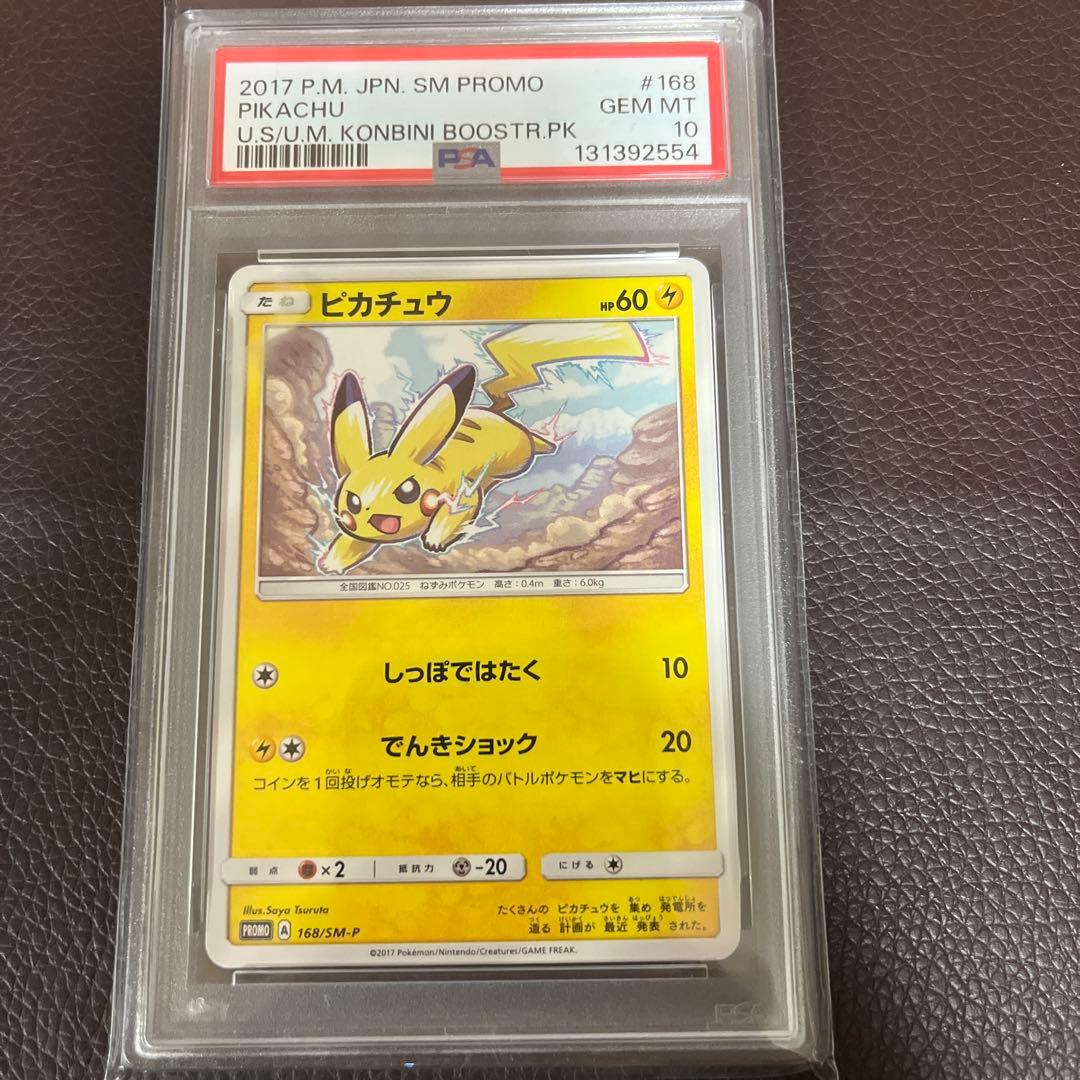 2017 P.M. JPN. SM PROMO #168
PIKACHU GEM MT
U.S/U.M. KONBINI BOOSTR.PK 10
PSA 131392554
たね ピカチュウ HP60
全国図鑑NO.025 ねずみポケモン 高さ:0.4m 重さ:6.0kg
しっぽではたく 10
でんきショック 20
コインを1回投げオモテなら、相手のバトルポケモンをマヒにする。
弱点 ×2 抵抗力 -20 にげる
Illus.Saya Tsuruta
たくさんの ピカチュウを 集め 発電所を
造る 計画が 最近 発表 された。
PROMO A 168/SM-P
©2017 Pokémon/Nintendo/Creatures/GAME FREAK.
PSA